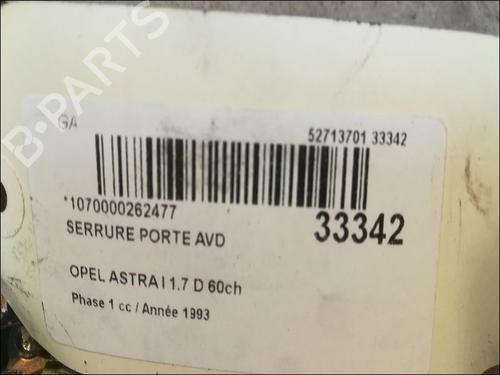 GA
52713701 33342
*1070000262477
33342
SERRURE PORTE AVD
OPEL ASTRA I 1.7 D 60ch
Phase 1 cc / Année 1993
B-PARTS